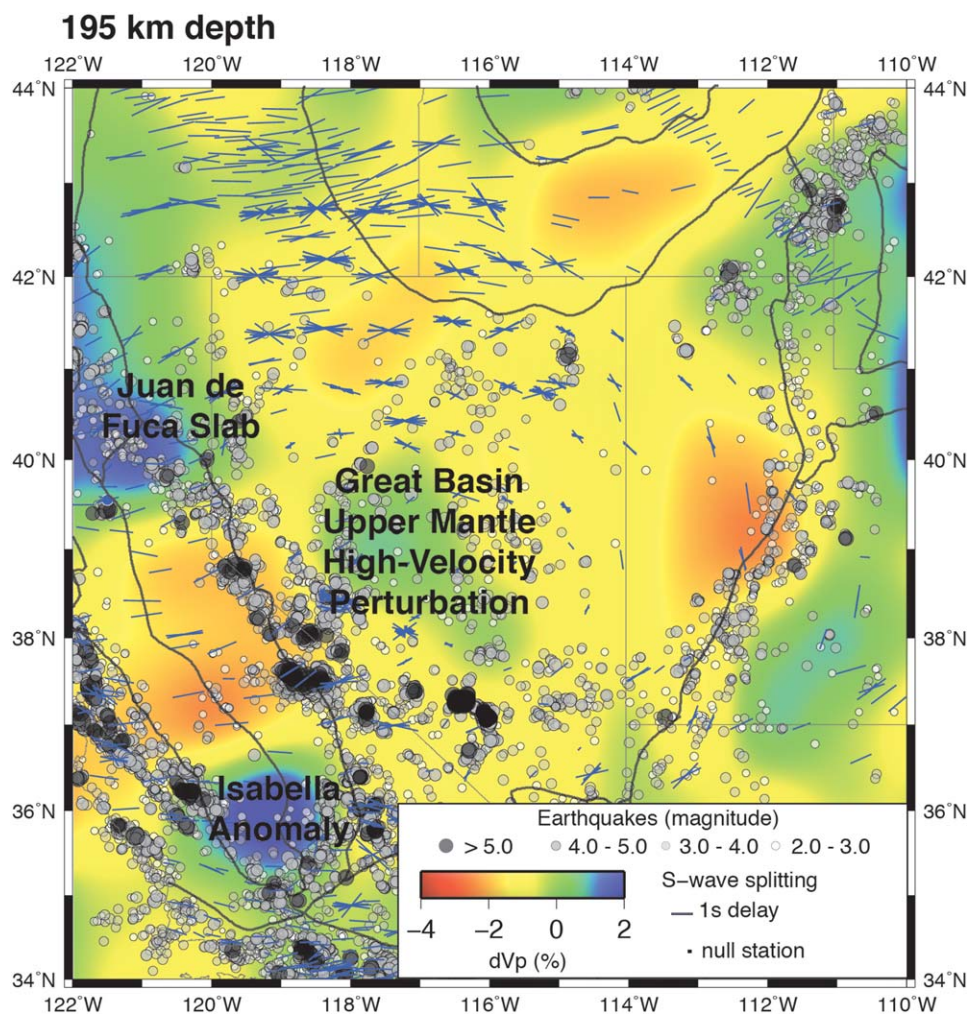 195 km depth
122˚W 120˚W 118˚W 116˚W 114˚W 112˚W 110˚W
44˚N 44˚N
42˚N 42˚N
Juan de
Fuca Slab
40˚N 40˚N
Great Basin
Upper Mantle
High-Velocity
Perturbation
38˚N 38˚N
Isabella
Anomaly
36˚N 36˚N
Earthquakes (magnitude)
> 5.0 4.0 - 5.0 3.0 - 4.0 2.0 - 3.0
S-wave splitting
1s delay
−4 −2 0 2
null station
dVp (%)
34˚N 34˚N
122˚W 120˚W 118˚W 116˚W 114˚W 112˚W 110˚W